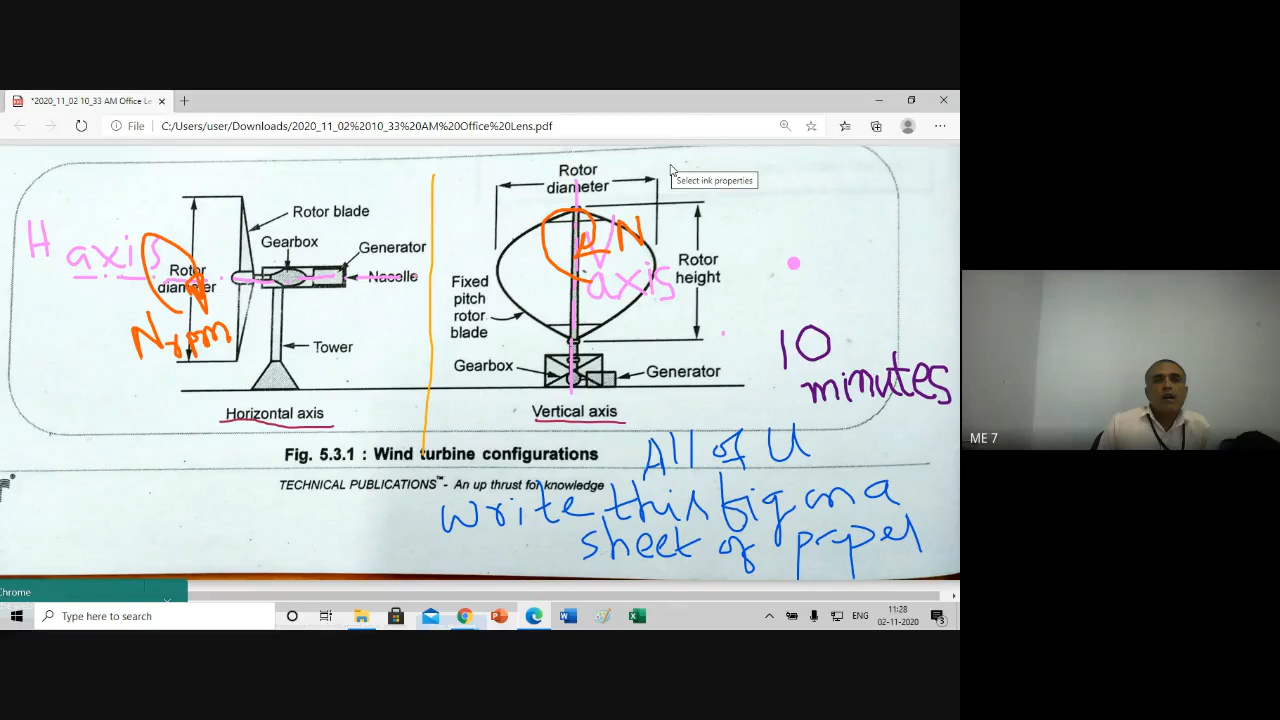 *2020_11_02 10_33 AM Office Le
File
C:/Users/user/Downloads/2020_11_02%2010_33%20AM%20Office%20Lens.pdf
Select ink properties
H axis
Rotor blade
Gearbox
Generator
Rotor
diameter
Nacelle
N rpm
Tower
Horizontal axis
Rotor
diameter
N
V
axis
Rotor
height
Fixed
pitch
rotor
blade
Gearbox
Generator
Vertical axis
10
minutes
Fig. 5.3.1 : Wind turbine configurations
TECHNICAL PUBLICATIONS™- An up thrust for knowledge
All of U
write this fig on a
sheet of paper
ME 7
Chrome
Type here to search
ENG
11:28
02-11-2020
3